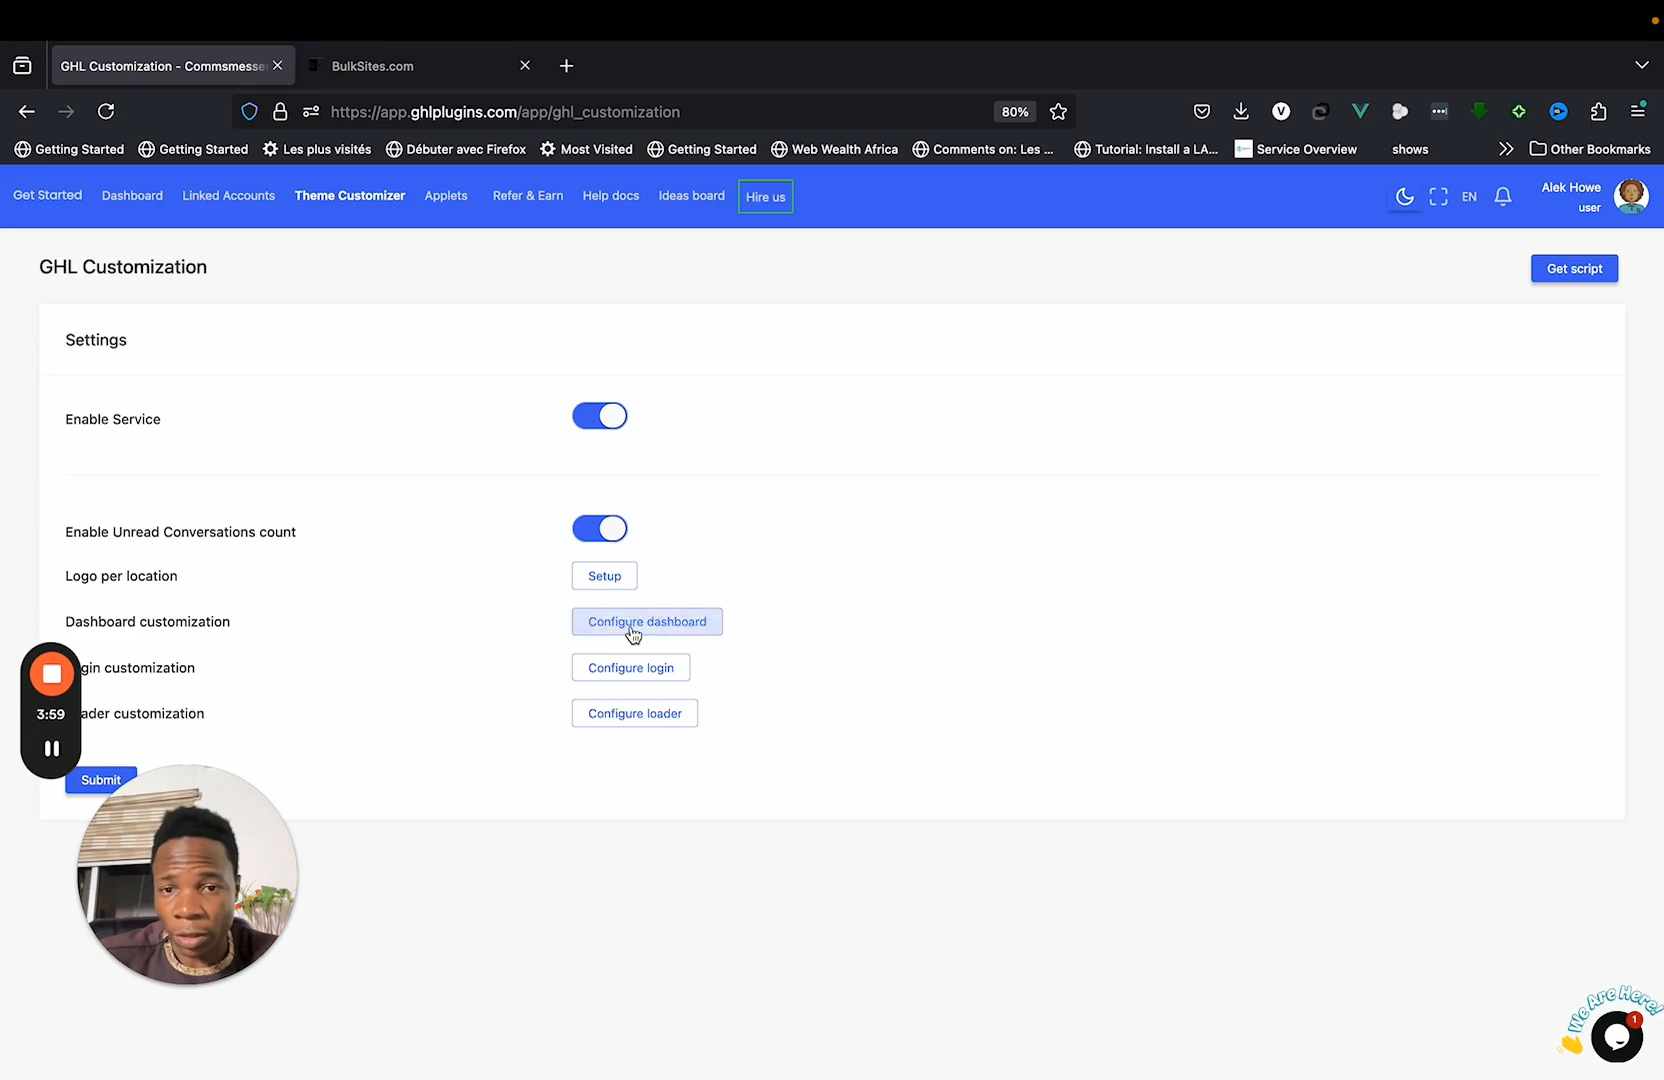 GHL Customization - Commsmesse
BulkSites.com
https://app.ghlplugins.com/app/ghl_customization
80%
Getting Started
Getting Started
Les plus visités
Débuter avec Firefox
Most Visited
Getting Started
Web Wealth Africa
Comments on: Les ...
Tutorial: Install a LA...
Service Overview
shows
Other Bookmarks
Get Started
Dashboard
Linked Accounts
Theme Customizer
Applets
Refer & Earn
Help docs
Ideas board
Hire us
EN
Alek Howe
user
GHL Customization
Get script
Settings
Enable Service
Enable Unread Conversations count
Logo per location
Setup
Dashboard customization
Configure dashboard
gin customization
Configure login
ader customization
Configure loader
3:59
Submit
We Are Here!
1